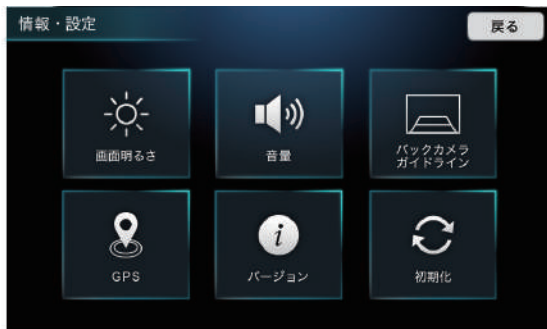 情報・設定
戻る
画面明るさ
音量
バックカメラ
ガイドライン
GPS
i
バージョン
初期化